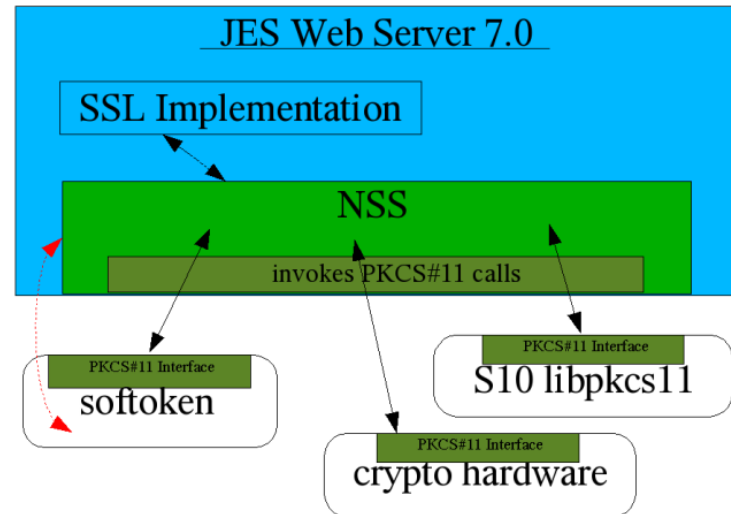 JES Web Server 7.0
SSL Implementation
NSS
invokes PKCS#11 calls
PKCS#11 Interface
softoken
PKCS#11 Interface
S10 libpkcs11
PKCS#11 Interface
crypto hardware